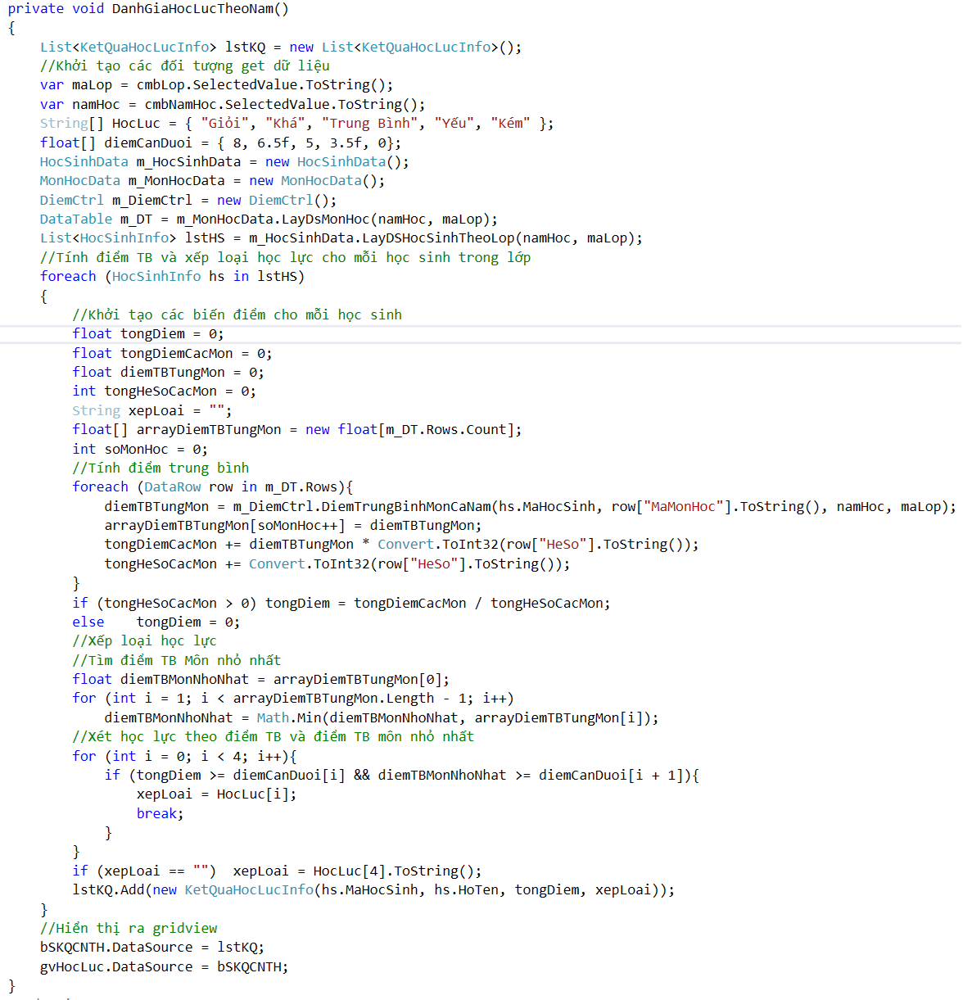 private void DanhGiaHocLucTheoNam()
{
    List<KetQuaHocLucInfo> lstKQ = new List<KetQuaHocLucInfo>();
    //Khởi tạo các đối tượng get dữ liệu
    var maLop = cmbLop.SelectedValue.ToString();
    var namHoc = cmbNamHoc.SelectedValue.ToString();
    String[] HocLuc = { "Giỏi", "Khá", "Trung Bình", "Yếu", "Kém" };
    float[] diemCanDuoi = { 8, 6.5f, 5, 3.5f, 0};
    HocSinhData m_HocSinhData = new HocSinhData();
    MonHocData m_MonHocData = new MonHocData();
    DiemCtrl m_DiemCtrl = new DiemCtrl();
    DataTable m_DT = m_MonHocData.LayDsMonHoc(namHoc, maLop);
    List<HocSinhInfo> lstHS = m_HocSinhData.LayDSHocSinhTheoLop(namHoc, maLop);
    //Tính điểm TB và xếp loại học lực cho mỗi học sinh trong lớp
    foreach (HocSinhInfo hs in lstHS)
    {
        //Khởi tạo các biến điểm cho mỗi học sinh
        float tongDiem = 0;
        float tongDiemCacMon = 0;
        float diemTBTungMon = 0;
        int tongHeSoCacMon = 0;
        String xepLoai = "";
        float[] arrayDiemTBTungMon = new float[m_DT.Rows.Count];
        int soMonHoc = 0;
        //Tính điểm trung bình
        foreach (DataRow row in m_DT.Rows){
            diemTBTungMon = m_DiemCtrl.DiemTrungBinhMonCaNam(hs.MaHocSinh, row["MaMonHoc"].ToString(), namHoc, maLop);
            arrayDiemTBTungMon[soMonHoc++] = diemTBTungMon;
            tongDiemCacMon += diemTBTungMon * Convert.ToInt32(row["HeSo"].ToString());
            tongHeSoCacMon += Convert.ToInt32(row["HeSo"].ToString());
        }
        if (tongHeSoCacMon > 0) tongDiem = tongDiemCacMon / tongHeSoCacMon;
        else    tongDiem = 0;
        //Xếp loại học lực
        //Tìm điểm TB Môn nhỏ nhất
        float diemTBMonNhoNhat = arrayDiemTBTungMon[0];
        for (int i = 1; i < arrayDiemTBTungMon.Length - 1; i++)
            diemTBMonNhoNhat = Math.Min(diemTBMonNhoNhat, arrayDiemTBTungMon[i]);
        //Xét học lực theo điểm TB và điểm TB môn nhỏ nhất
        for (int i = 0; i < 4; i++){
            if (tongDiem >= diemCanDuoi[i] && diemTBMonNhoNhat >= diemCanDuoi[i + 1]){
                xepLoai = HocLuc[i];
                break;
            }
        }
        if (xepLoai == "")  xepLoai = HocLuc[4].ToString();
        lstKQ.Add(new KetQuaHocLucInfo(hs.MaHocSinh, hs.HoTen, tongDiem, xepLoai));
    }
    //Hiển thị ra gridview
    bSKQCNTH.DataSource = lstKQ;
    gvHocLuc.DataSource = bSKQCNTH;
}